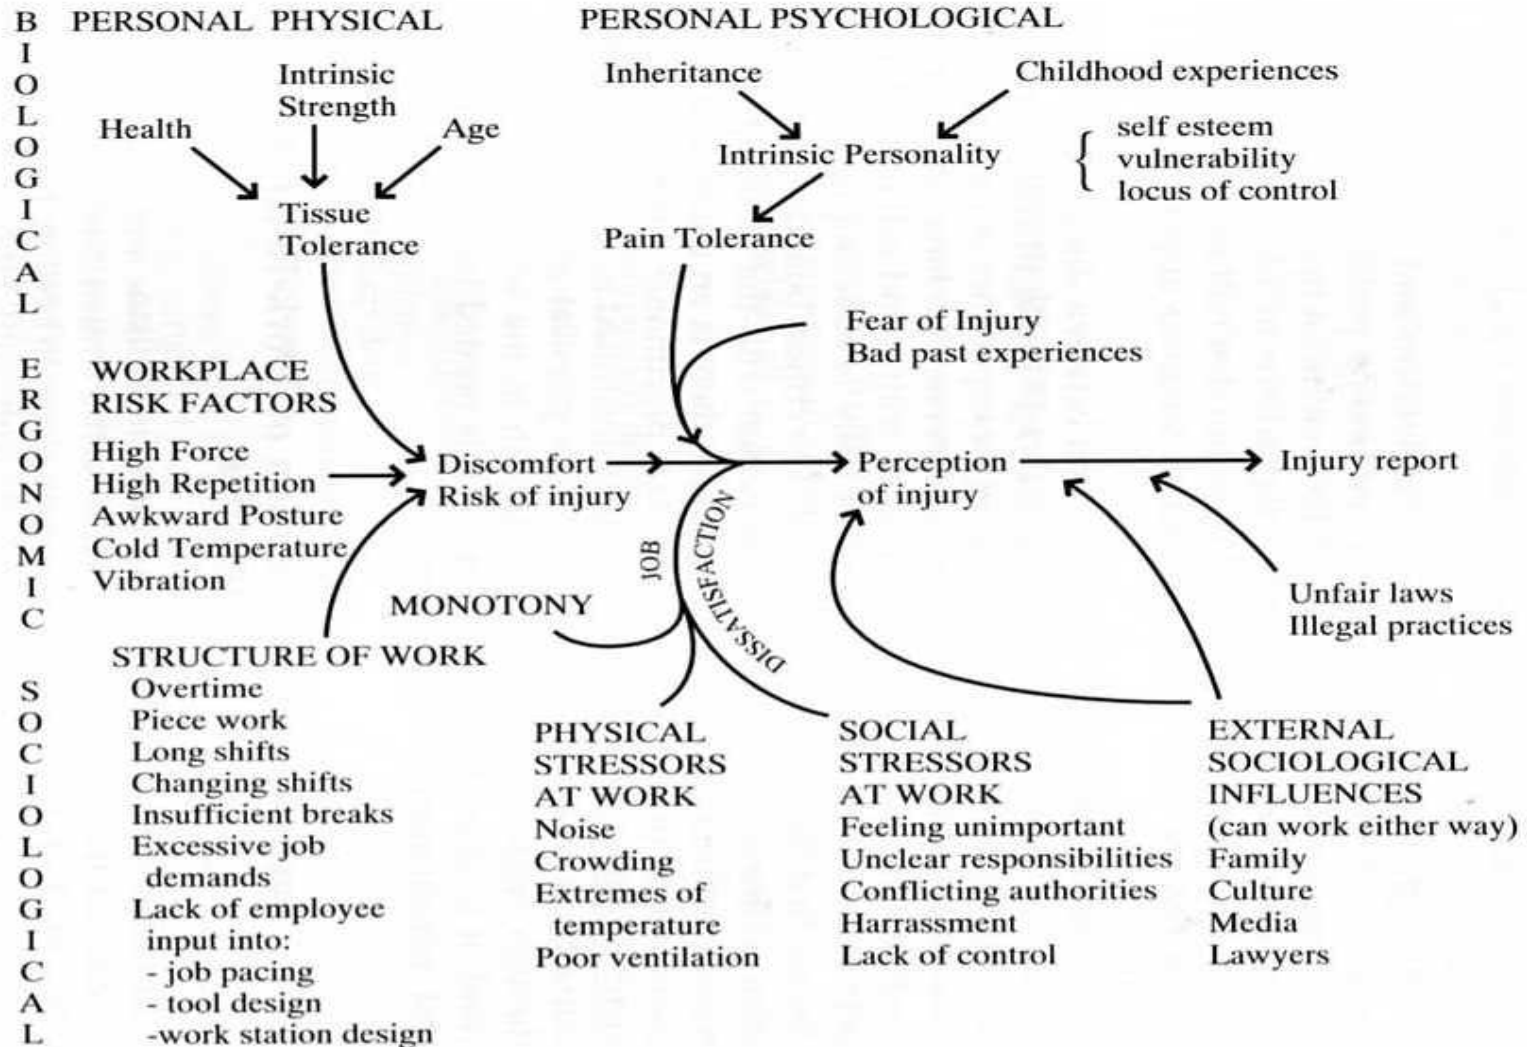 BIOLOGICAL
ERGONOMIC
SOCIOLOGICAL
PERSONAL PHYSICAL
Intrinsic
Strength
Health
Age
Tissue
Tolerance
PERSONAL PSYCHOLOGICAL
Inheritance
Childhood experiences
Intrinsic Personality
{ self esteem
vulnerability
locus of control
Pain Tolerance
Fear of Injury
Bad past experiences
WORKPLACE
RISK FACTORS
High Force
High Repetition
Awkward Posture
Cold Temperature
Vibration
Discomfort
Risk of injury
Perception
of injury
Injury report
JOB
DISSATISFACTION
MONOTONY
Unfair laws
Illegal practices
STRUCTURE OF WORK
Overtime
Piece work
Long shifts
Changing shifts
Insufficient breaks
Excessive job
demands
Lack of employee
input into:
- job pacing
- tool design
-work station design
PHYSICAL
STRESSORS
AT WORK
Noise
Crowding
Extremes of
temperature
Poor ventilation
SOCIAL
STRESSORS
AT WORK
Feeling unimportant
Unclear responsibilities
Conflicting authorities
Harrassment
Lack of control
EXTERNAL
SOCIOLOGICAL
INFLUENCES
(can work either way)
Family
Culture
Media
Lawyers